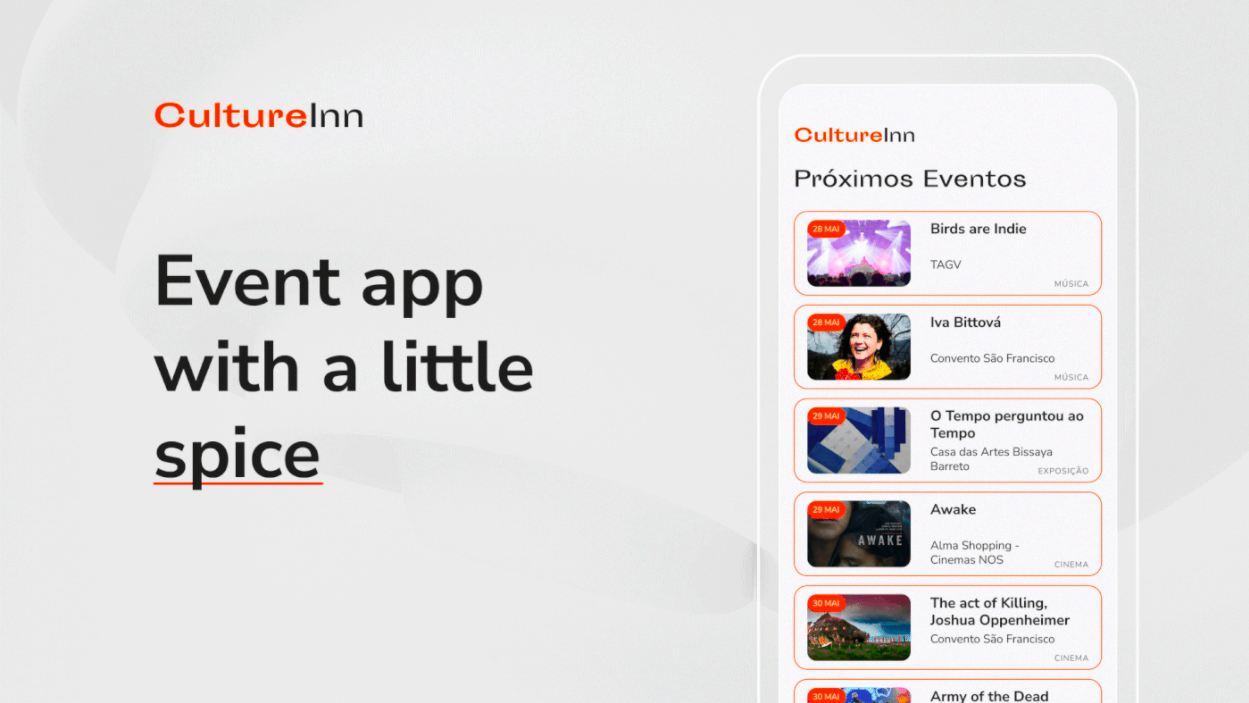 CultureInn
Event app
with a little
spice
CultureInn
Próximos Eventos
28 MAI
Birds are Indie
TAGV
MÚSICA
28 MAI
Iva Bittová
Convento São Francisco
MÚSICA
29 MAI
O Tempo perguntou ao
Tempo
Casa das Artes Bissaya
Barreto
EXPOSIÇÃO
29 MAI
AWAKE
Awake
Alma Shopping -
Cinemas NOS
CINEMA
30 MAI
The act of Killing,
Joshua Oppenheimer
Convento São Francisco
CINEMA
30 MAI
Army of the Dead